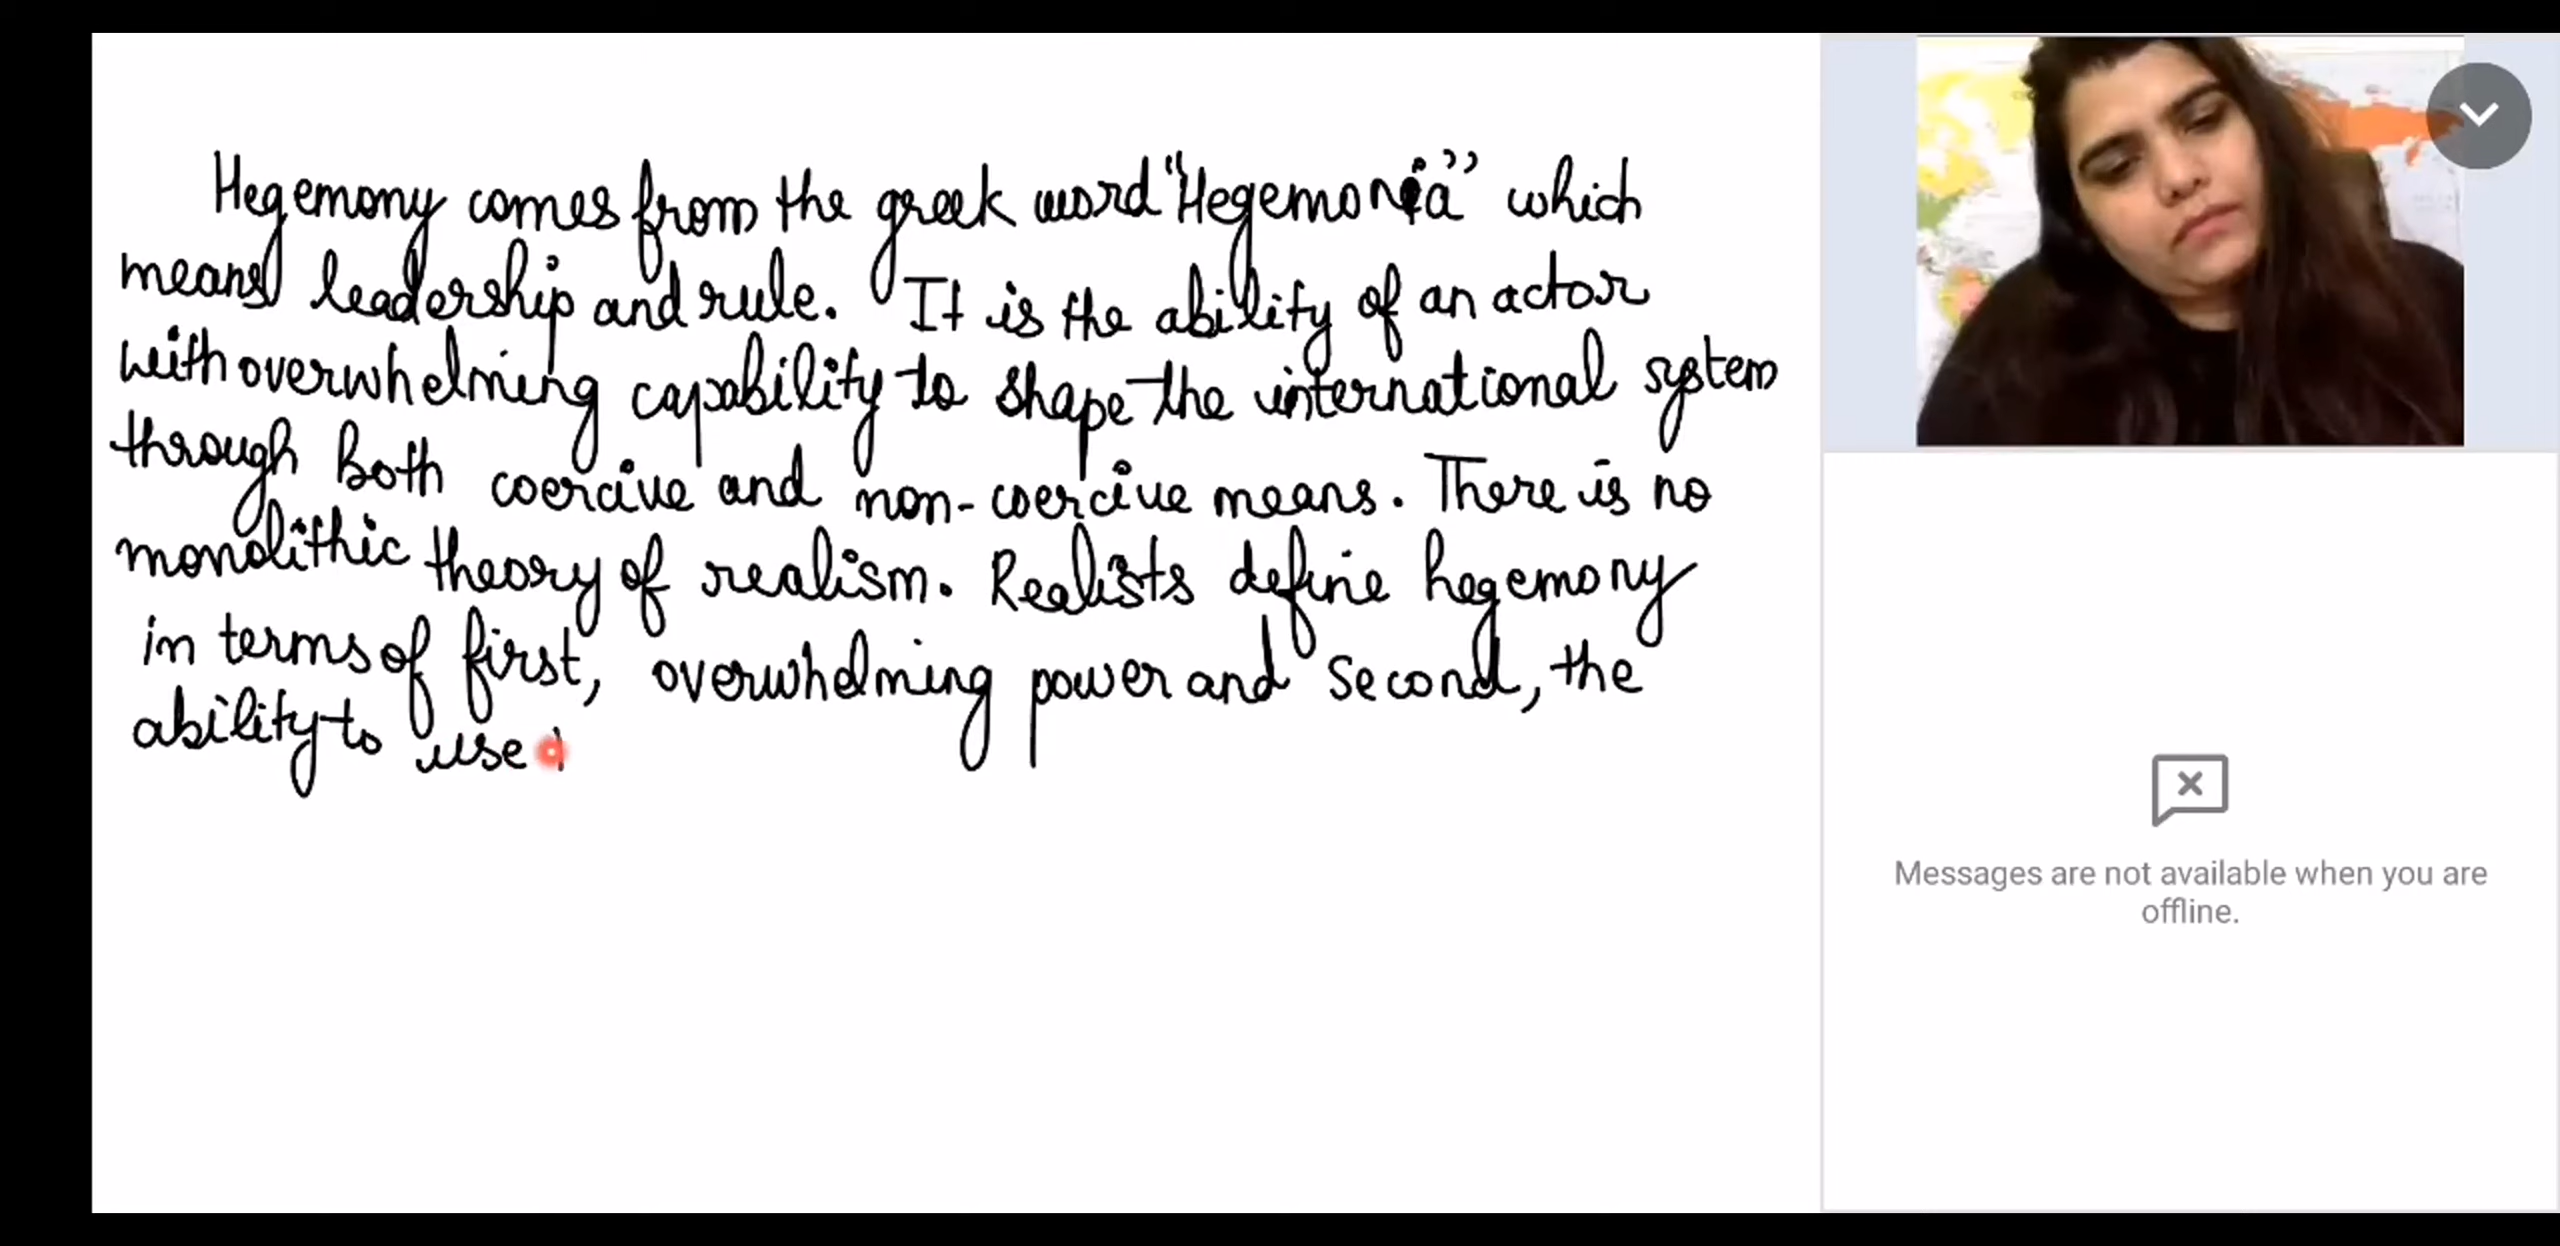 Hegemony comes from the greek word "Hegemonia" which
means leadership and rule. It is the ability of an actor
with overwhelming capability to shape the international system
through both coercive and non-coercive means. There is no
monolithic theory of realism. Realists define hegemony
in terms of first, overwhelming power and second, the
ability to use
Messages are not available when you are
offline.